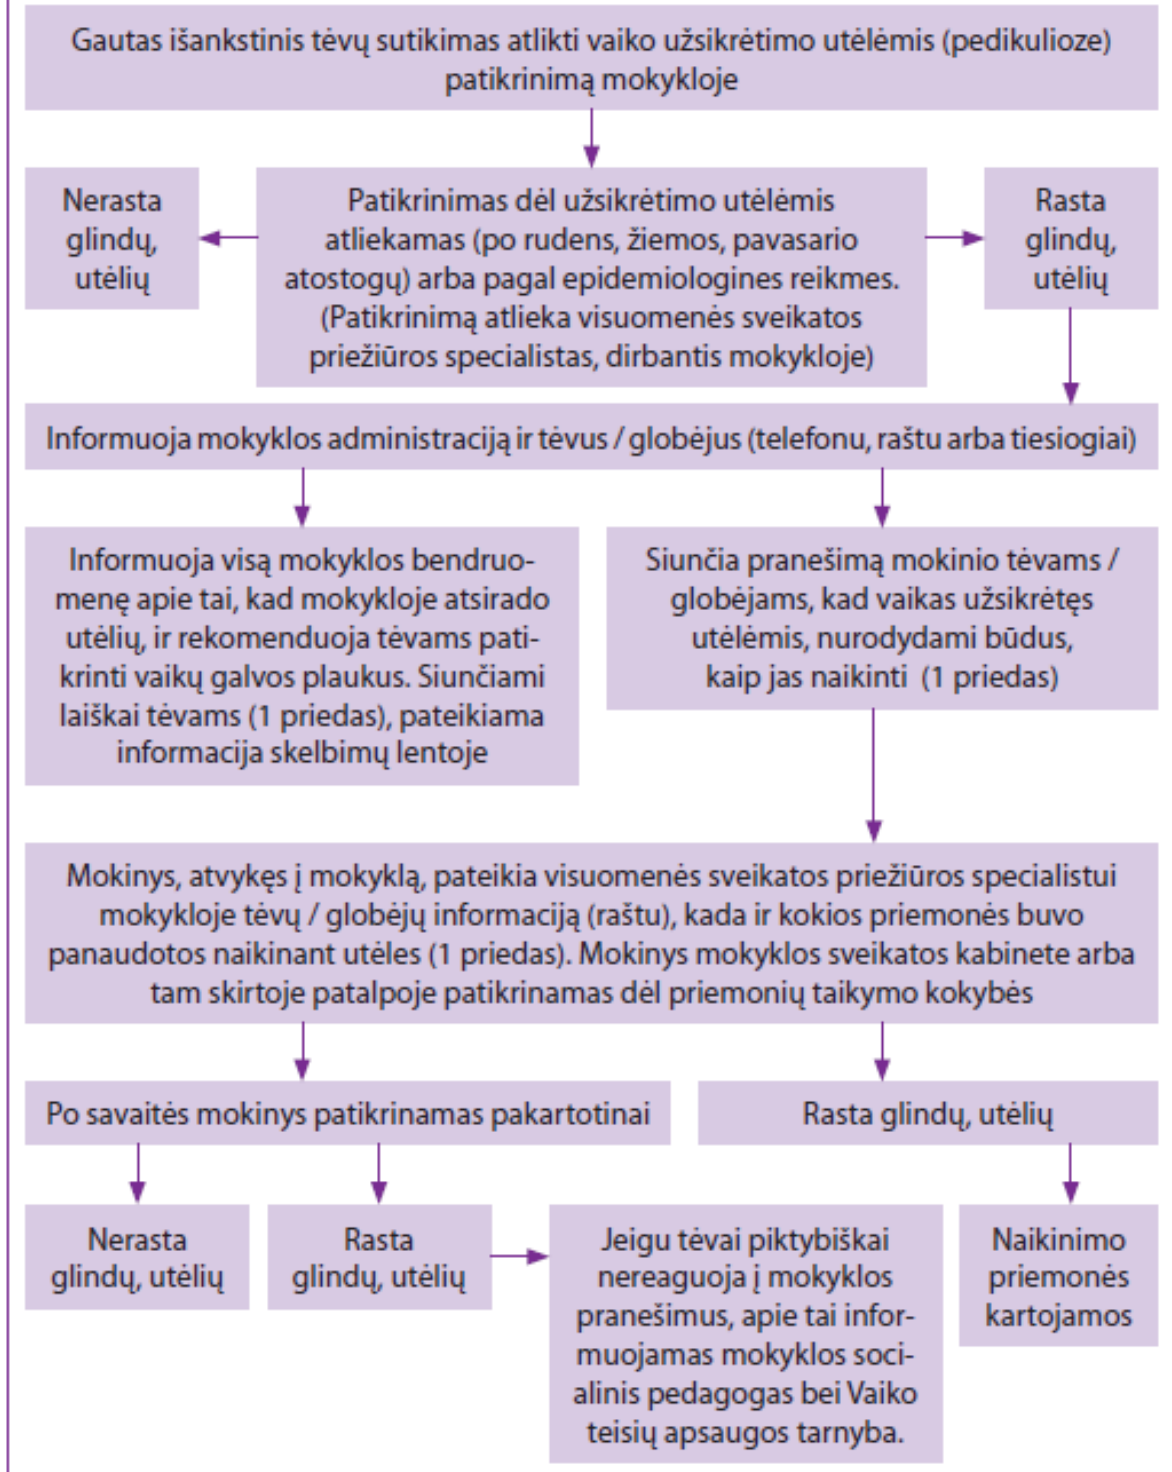 Gautas išankstinis tėvų sutikimas atlikti vaiko užsikrėtimo utėlėmis (pedikulioze)
patikrinimą mokykloje
Nerasta
glindų,
utėlių
Patikrinimas dėl užsikrėtimo utėlėmis
atliekamas (po rudens, žiemos, pavasario
atostogų) arba pagal epidemiologines reikmes.
(Patikrinimą atlieka visuomenės sveikatos
priežiūros specialistas, dirbantis mokykloje)
Rasta
glindų,
utėlių
Informuoja mokyklos administraciją ir tėvus / globėjus (telefonu, raštu arba tiesiogiai)
Informuoja visą mokyklos bendruo-
menę apie tai, kad mokykloje atsirado
utėlių, ir rekomenduoja tėvams pati-
krinti vaikų galvos plaukus. Siunčiami
laiškai tėvams (1 priedas), pateikiama
informacija skelbimų lentoje
Siunčia pranešimą mokinio tėvams /
globėjams, kad vaikas užsikrėtęs
utėlėmis, nurodydami būdus,
kaip jas naikinti (1 priedas)
Mokinys, atvykęs į mokyklą, pateikia visuomenės sveikatos priežiūros specialistui
mokykloje tėvų / globėjų informaciją (raštu), kada ir kokios priemonės buvo
panaudotos naikinant utėles (1 priedas). Mokinys mokyklos sveikatos kabinete arba
tam skirtoje patalpoje patikrinamas dėl priemonių taikymo kokybės
Po savaitės mokinys patikrinamas pakartotinai
Rasta glindų, utėlių
Nerasta
glindų, utėlių
Rasta
glindų, utėlių
Jeigu tėvai piktybiškai
nereaguoja į mokyklos
pranešimus, apie tai infor-
muojamas mokyklos soci-
alinis pedagogas bei Vaiko
teisių apsaugos tarnyba.
Naikinimo
priemonės
kartojamos